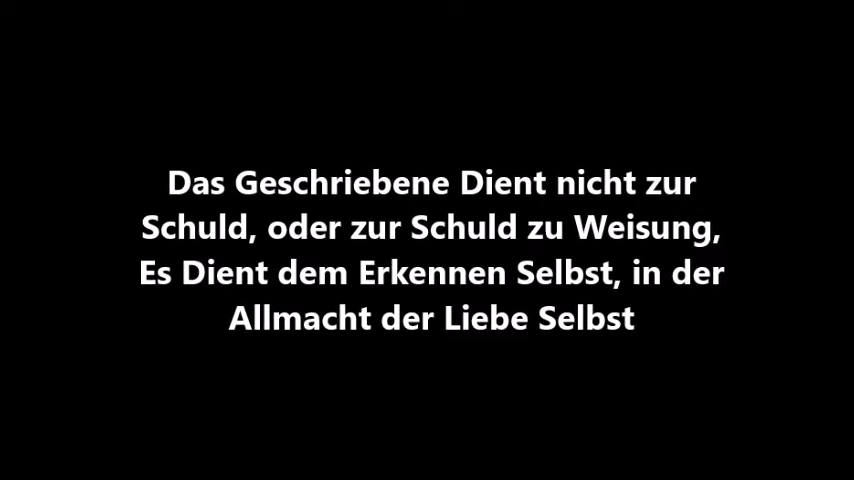 Das Geschriebene Dient nicht zur
Schuld, oder zur Schuld zu Weisung,
Es Dient dem Erkennen Selbst, in der
Allmacht der Liebe Selbst